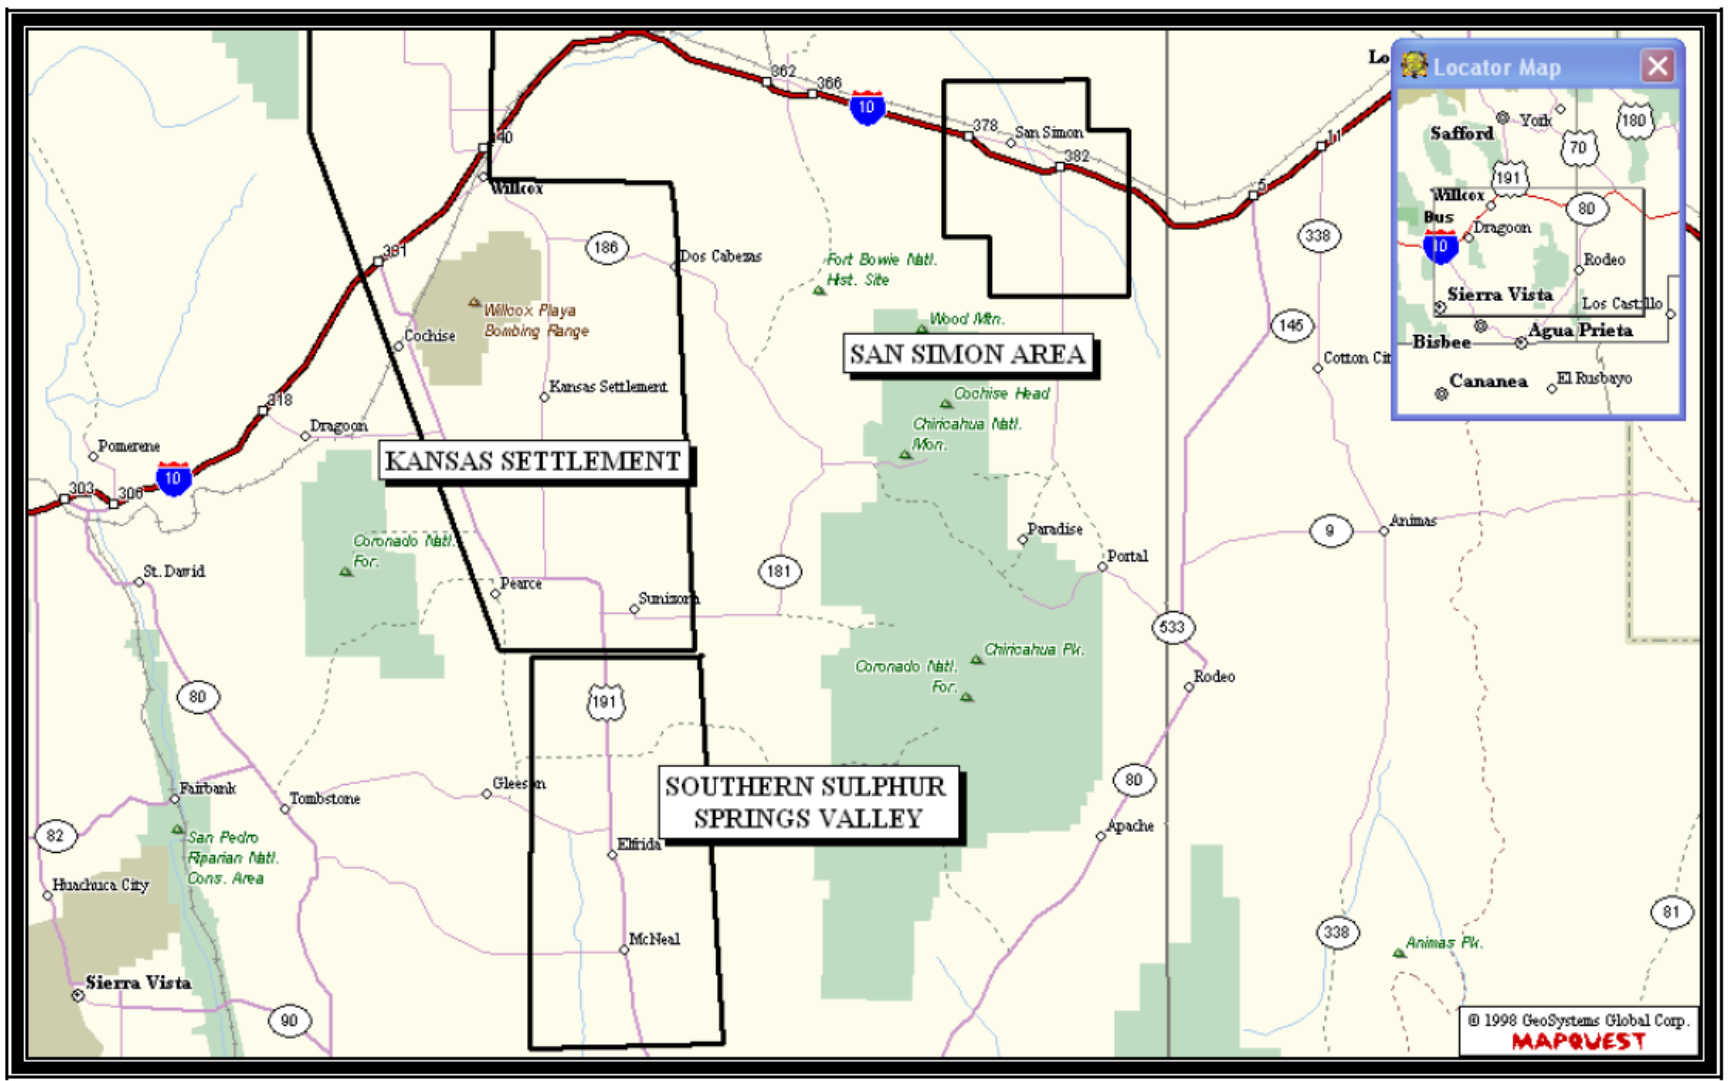 362
366
10
378
San Simon
382
Lo
11
5
40
Willcox
186
Dos Cabezas
Fort Bowie Natl.
Hist. Site
338
Willcox Playa
Bombing Range
Cochise
Wood Mtn.
SAN SIMON AREA
145
Cotton Cit
Kansas Settlement
Cochise Head
Chiricahua Natl.
Mon.
318
Dragoon
Pomerene
KANSAS SETTLEMENT
10
303
306
Coronado Natl.
For.
Paradise
Portal
9
Animas
St. David
Pearce
181
Sunizona
533
Chiricahua Pk.
Coronado Natl.
For.
Rodeo
80
191
SOUTHERN SULPHUR
SPRINGS VALLEY
80
Gleeson
Fairbank
Tombstone
82
San Pedro
Riparian Natl.
Cons. Area
Elfrida
Apache
Huachuca City
McNeal
338
81
Animas Pk.
Sierra Vista
90
© 1998 GeoSystems Global Corp.
MAPQUEST
Locator Map
Safford
York
180
70
191
Willcox
80
Bus
10
Dragoon
Rodeo
Sierra Vista
Los Castillo
Bisbee
Agua Prieta
Cananea
El Rusbayo